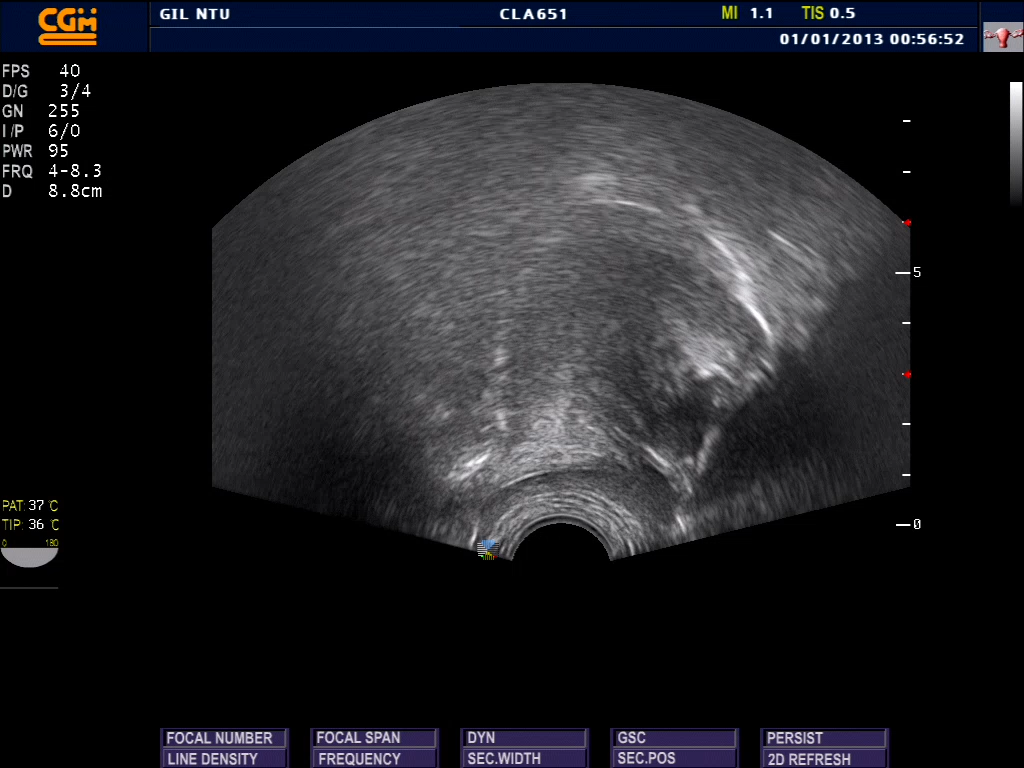 CGM
GIL NTU
CLA651
MI 1.1 TIS 0.5
01/01/2013 00:56:52
FPS 40
D/G 3/4
GN 255
I/P 6/0
PWR 95
FRQ 4-8.3
D 8.8cm
5
PAT: 37 °C
TIP: 36 °C
0 180
0
FOCAL NUMBER FOCAL SPAN DYN GSC PERSIST
LINE DENSITY FREQUENCY SEC.WIDTH SEC.POS 2D REFRESH